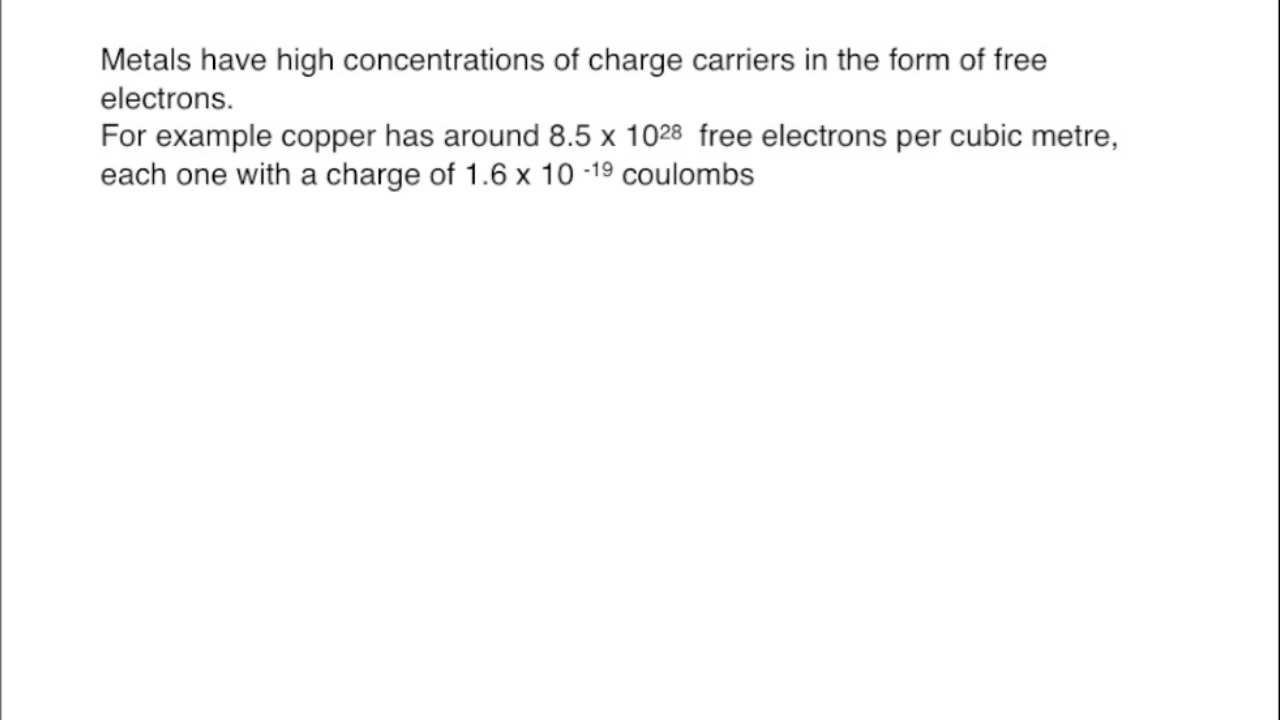 Metals have high concentrations of charge carriers in the form of free
electrons.
For example copper has around 8.5 x 10²⁸ free electrons per cubic metre,
each one with a charge of 1.6 x 10 ⁻¹⁹ coulombs